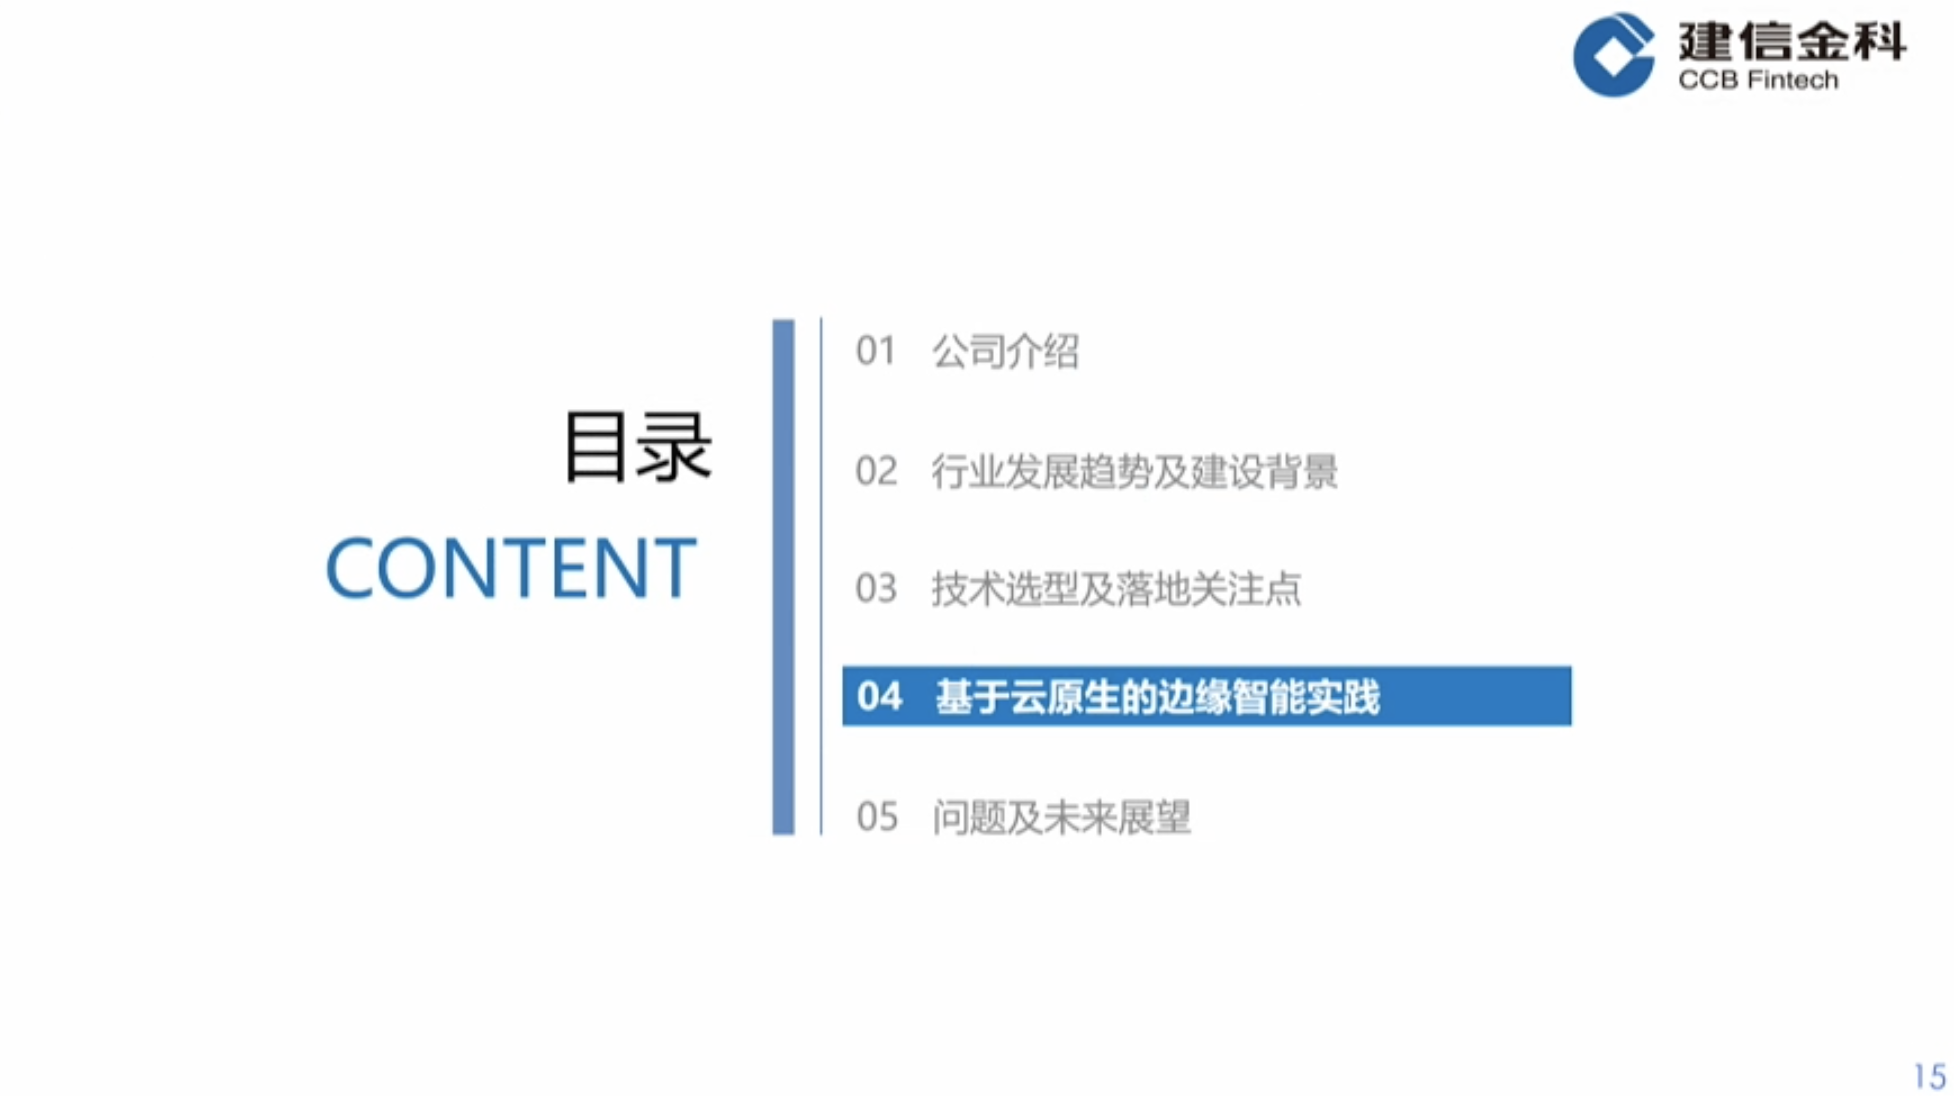 建信金科
CCB Fintech
目录
CONTENT
01 公司介绍
02 行业发展趋势及建设背景
03 技术选型及落地关注点
04 基于云原生的边缘智能实践
05 问题及未来展望
15